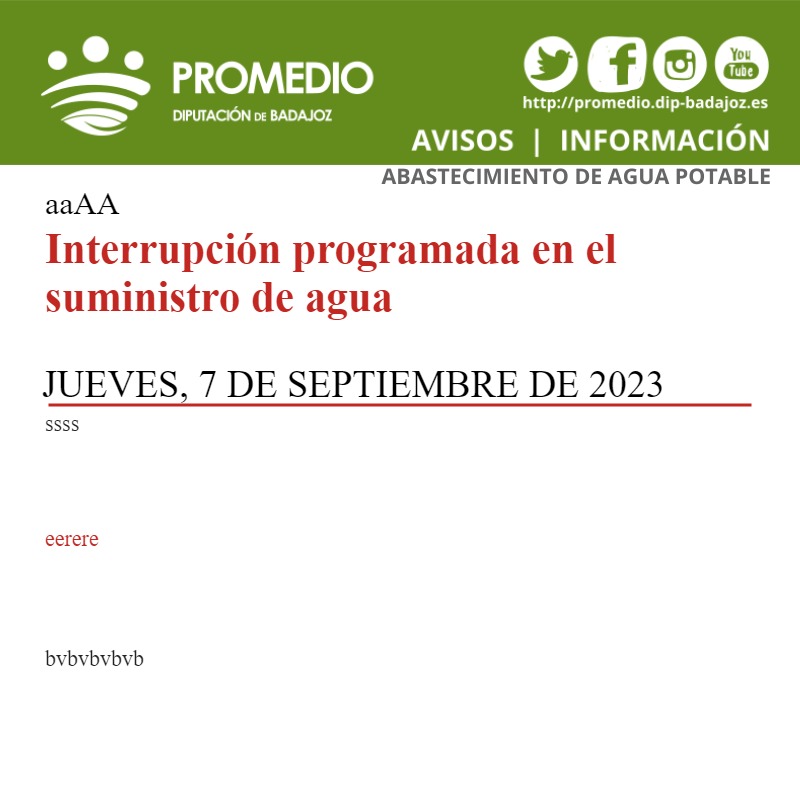 PROMEDIO
DIPUTACIÓN DE BADAJOZ
You
Tube
http://promedio.dip-badajoz.es
AVISOS | INFORMACIÓN
ABASTECIMIENTO DE AGUA POTABLE
aaAA
Interrupción programada en el
suministro de agua
JUEVES, 7 DE SEPTIEMBRE DE 2023
ssss
eerere
bvbvbvbvb